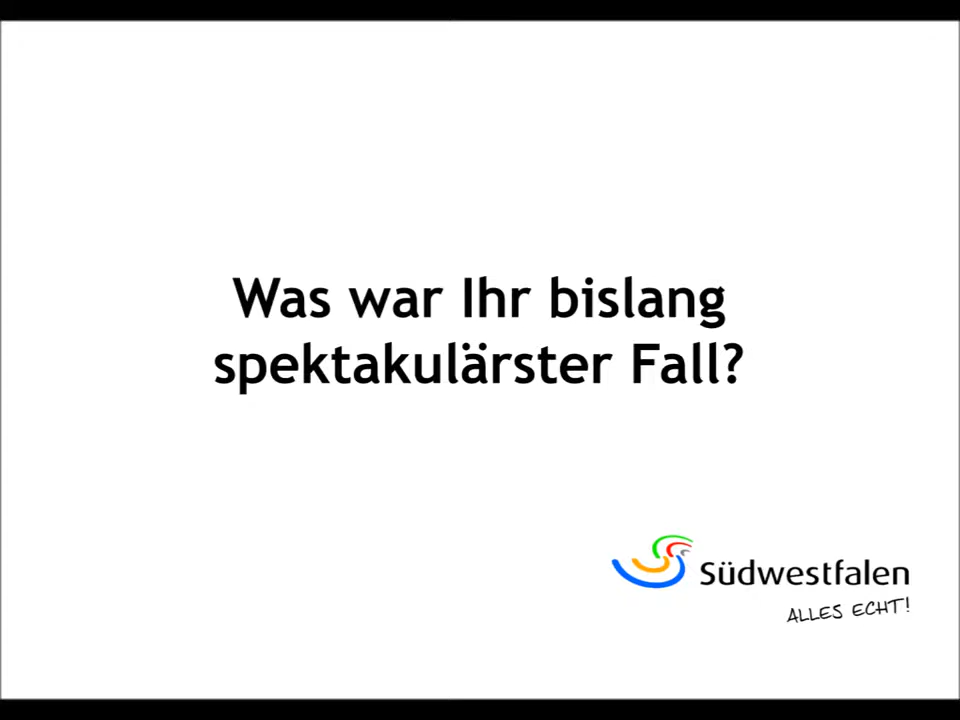 Was war Ihr bislang
spektakulärster Fall?
Südwestfalen
ALLES ECHT!